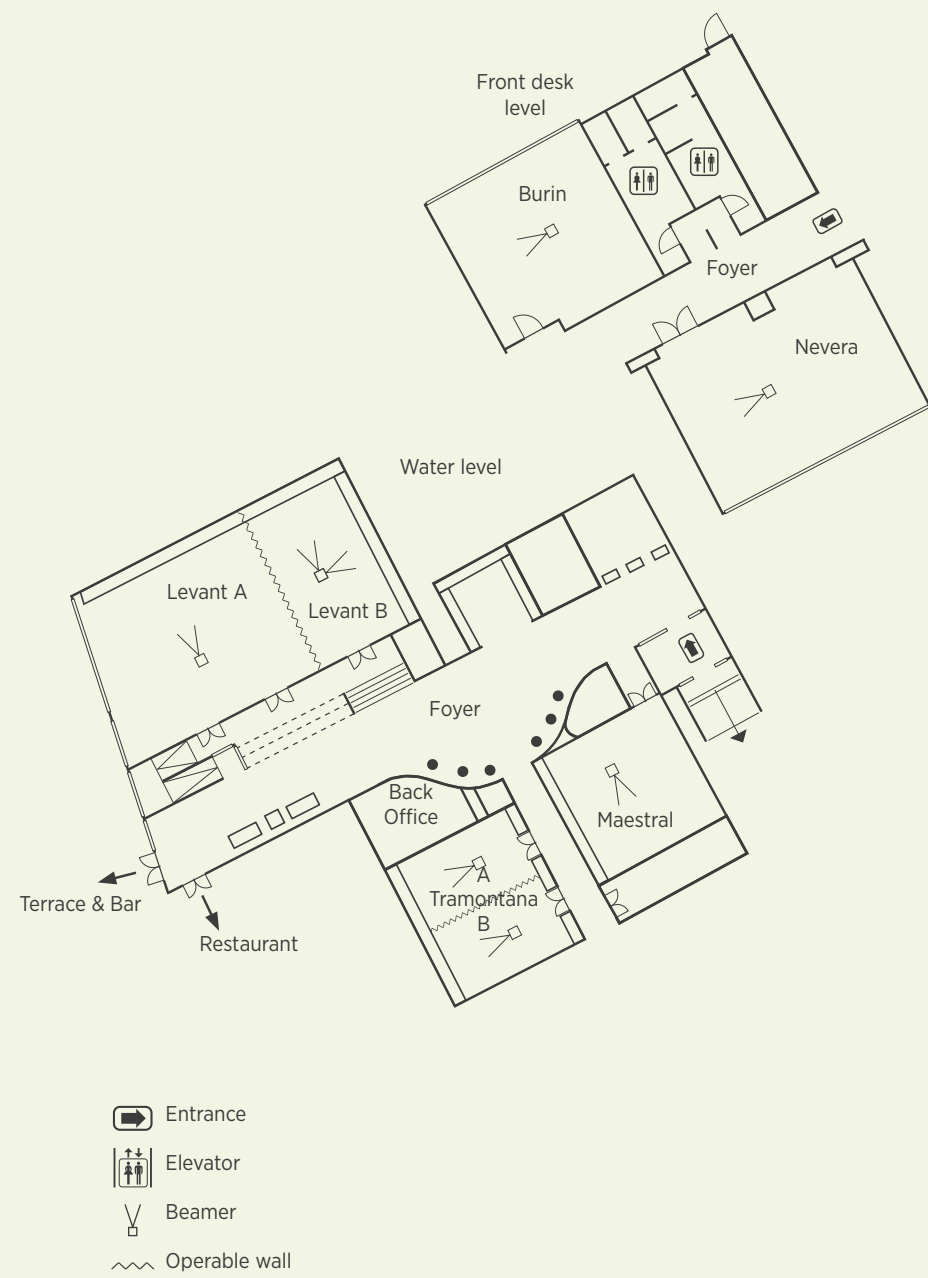 Front desk
level
Burin
Foyer
Nevera
Water level
Levant A
Levant B
Foyer
Back
Office
Maestral
A
Tramontana
B
Terrace & Bar
Restaurant
Entrance
Elevator
Beamer
Operable wall